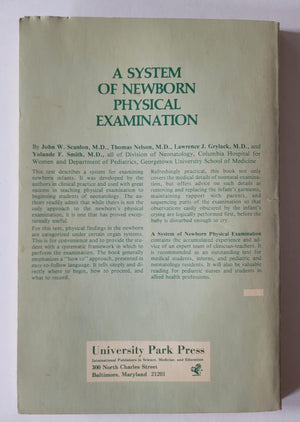 A SYSTEM
OF NEWBORN
PHYSICAL
EXAMINATION
By John W. Scanlon, M.D., Thomas Nelson, M.D., Lawrence J. Grylack, M.D., and
Yolande F. Smith, M.D., all of Division of Neonatology, Columbia Hospital for
Women and Department of Pediatrics, Georgetown University School of Medicine
This text describes a system for examining
newborn infants. It was developed by the
authors in clinical practice and used with great
success in teaching physical examination to
beginning students of neonatology. The au-
thors readily admit that while theirs is not the
only approach to the newborn's physical
examination, it is one that has proved excep-
tionally useful.
For this text, physical findings in the newborn
are categorized under certain organ systems.
This is for convenience and to provide the stu-
dent with a systematic framework in which to
perform the examination. The book generally
emphasizes a "how to" approach, presented in
easy-to-follow language. It tells simply and di-
rectly where to begin, how to proceed, and
what to record.
Refreshingly practical, this book not only
covers the medical details of neonatal examina-
tion, but offers advice on such details as
removing and replacing the infant's garments,
maintaining rapport with parents, and
sequencing parts of the examination so that
observations easily obscured by the infant's
crying are logically performed first, before the
baby is disturbed enough to cry.
A System of Newborn Physical Examination
contains the accumulated experience and ad-
vice of an expert team of clinician-teachers. It
is recommended as an outstanding text for
medical students, interns, and pediatric and
neonatology residents. It will also be valuable
reading for pediatric nurses and students in
allied health professions.
University Park Press
International Publishers in Science, Medicine, and Education
300 North Charles Street
Baltimore, Maryland 21201